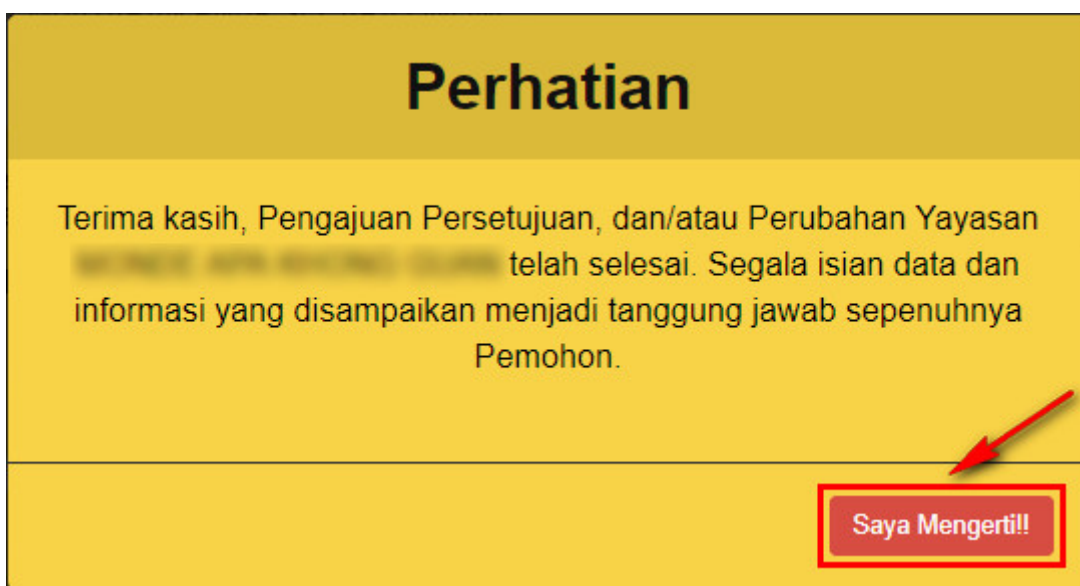 Perhatian
Terima kasih, Pengajuan Persetujuan, dan/atau Perubahan Yayasan
telah selesai. Segala isian data dan
informasi yang disampaikan menjadi tanggung jawab sepenuhnya
Pemohon.
Saya Mengerti!!